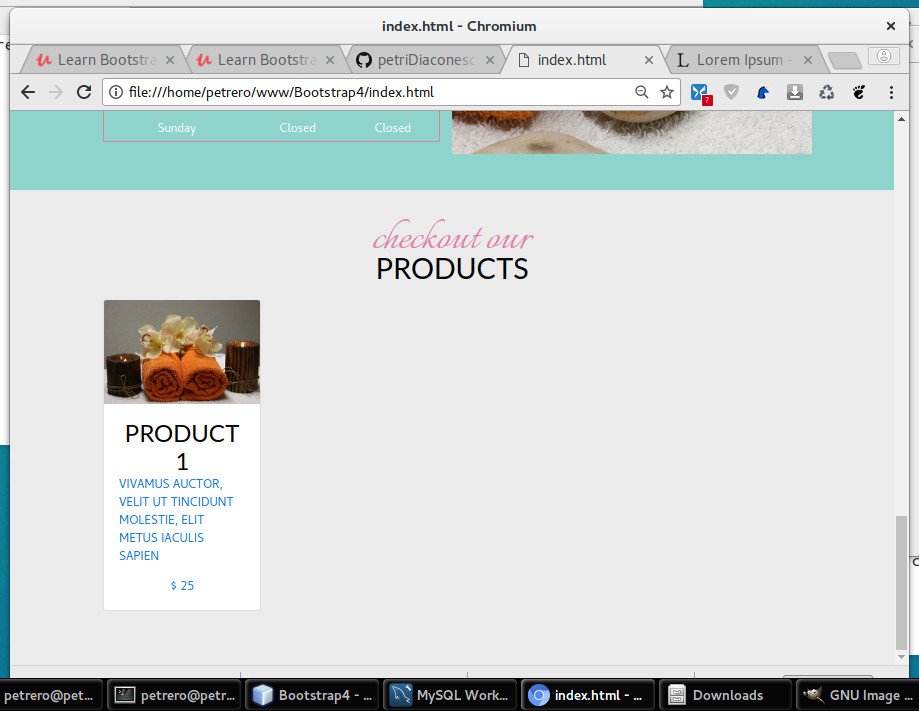 index.html - Chromium
Learn Bootstra
Learn Bootstra
petriDiaconesc
index.html
Lorem Ipsum -
file:///home/petrero/www/Bootstrap4/index.html
?
Sunday Closed Closed
checkout our
PRODUCTS
PRODUCT
1
VIVAMUS AUCTOR,
VELIT UT TINCIDUNT
MOLESTIE, ELIT
METUS IACULIS
SAPIEN
$ 25
petrero@pet...
petrero@petr...
Bootstrap4 - ...
MySQL Work...
index.html - ...
Downloads
GNU Image ...